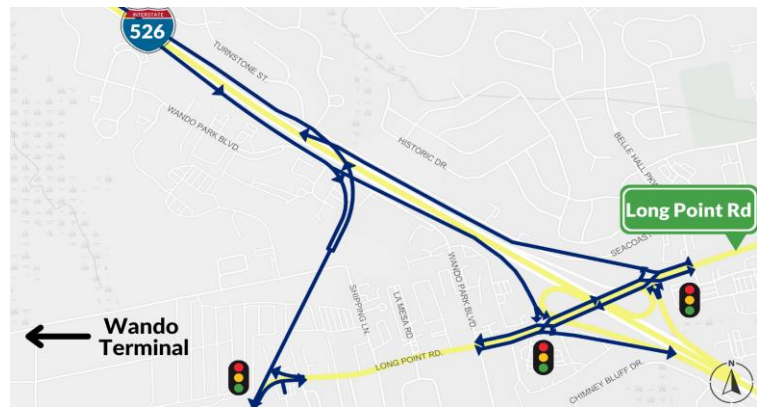 INTERSTATE
526
TURNSTONE ST.
WANDO PARK BLVD.
HISTORIC DR.
BELLE HALL PKW
Long Point Rd
SEACOAST
WANDO PARK BLVD.
SHIPPING LN.
LA MESA RD.
Wando
Terminal
LONG POINT RD.
CHIMNEY BLUFF DR.
N